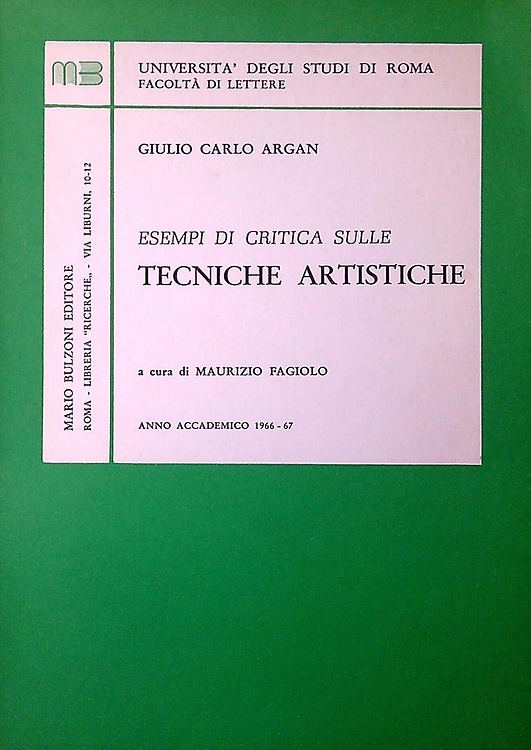 MB
UNIVERSITA' DEGLI STUDI DI ROMA
FACOLTÀ DI LETTERE
GIULIO CARLO ARGAN
ESEMPI DI CRITICA SULLE
TECNICHE ARTISTICHE
a cura di MAURIZIO FAGIOLO
ANNO ACCADEMICO 1966-67
MARIO BULZONI EDITORE
ROMA - LIBRERIA "RICERCHE„ - VIA LIBURNI, 10-12